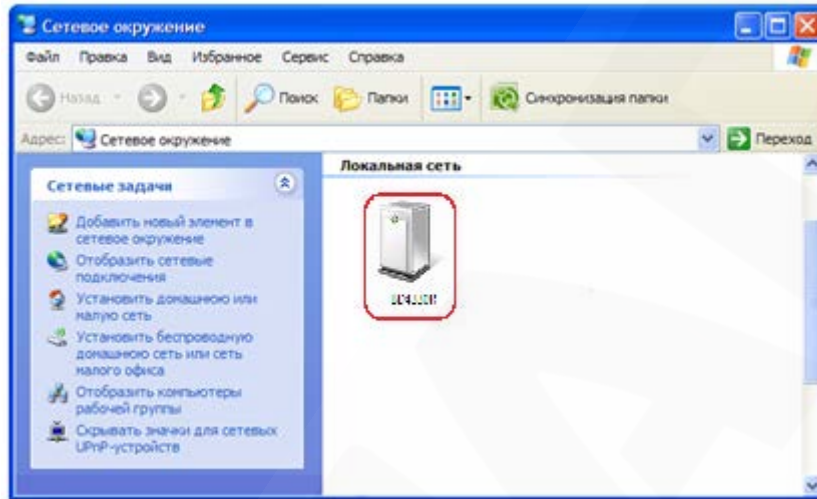 Сетевое окружение
Файл Правка Вид Избранное Сервис Справка
Назад Поиск Папки Синхронизация папки
Адрес: Сетевое окружение Переход
Локальная сеть
Сетевые задачи
Добавить новый элемент в
сетевое окружение
Отобразить сетевые
подключения
Установить домашнюю или
малую сеть
Установить беспроводную
домашнюю сеть или сеть
малого офиса
Отобразить компьютеры
рабочей группы
Скрывать значки для сетевых
UPnP-устройств